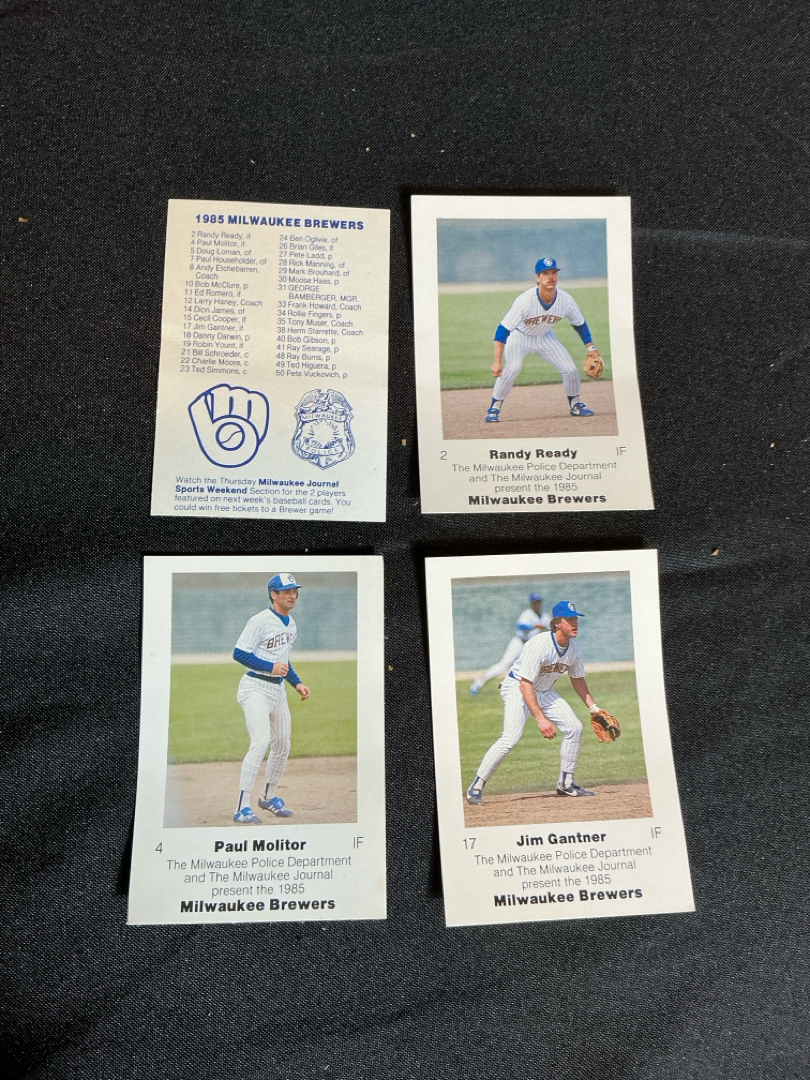 1985 MILWAUKEE BREWERS
2 Randy Ready, if
4 Paul Molitor, if
5 Doug Loman, of
7 Paul Householder, of
8 Andy Etchebarren,
Coach
10 Bob McClure, p
11 Ed Romero, if
12 Larry Haney, Coach
14 Dion James, of
15 Cecil Cooper, if
17 Jim Gantner, if
18 Danny Darwin, p
19 Robin Yount, if
21 Bill Schroeder, c
22 Charlie Moore, c
23 Ted Simmons, c
24 Ben Oglivie, of
26 Brian Giles, if
27 Pete Ladd, p
28 Rick Manning, of
29 Mark Brouhard, of
30 Moose Haas, p
31 GEORGE
BAMBERGER, MGR.
33 Frank Howard, Coach
34 Rollie Fingers, p
35 Tony Muser, Coach
38 Herm Starrette, Coach
40 Bob Gibson, p
41 Ray Searage, p
48 Ray Burris, p
49 Ted Higuera, p
50 Pete Vuckovich, p
MILWAUKEE
POLICE
Watch the Thursday Milwaukee Journal
Sports Weekend Section for the 2 players
featured on next week's baseball cards. You
could win free tickets to a Brewer game!
BREWERS
2 Randy Ready IF
The Milwaukee Police Department
and The Milwaukee Journal
present the 1985
Milwaukee Brewers
4 Paul Molitor IF
The Milwaukee Police Department
and The Milwaukee Journal
present the 1985
Milwaukee Brewers
17 Jim Gantner IF
The Milwaukee Police Department
and The Milwaukee Journal
present the 1985
Milwaukee Brewers